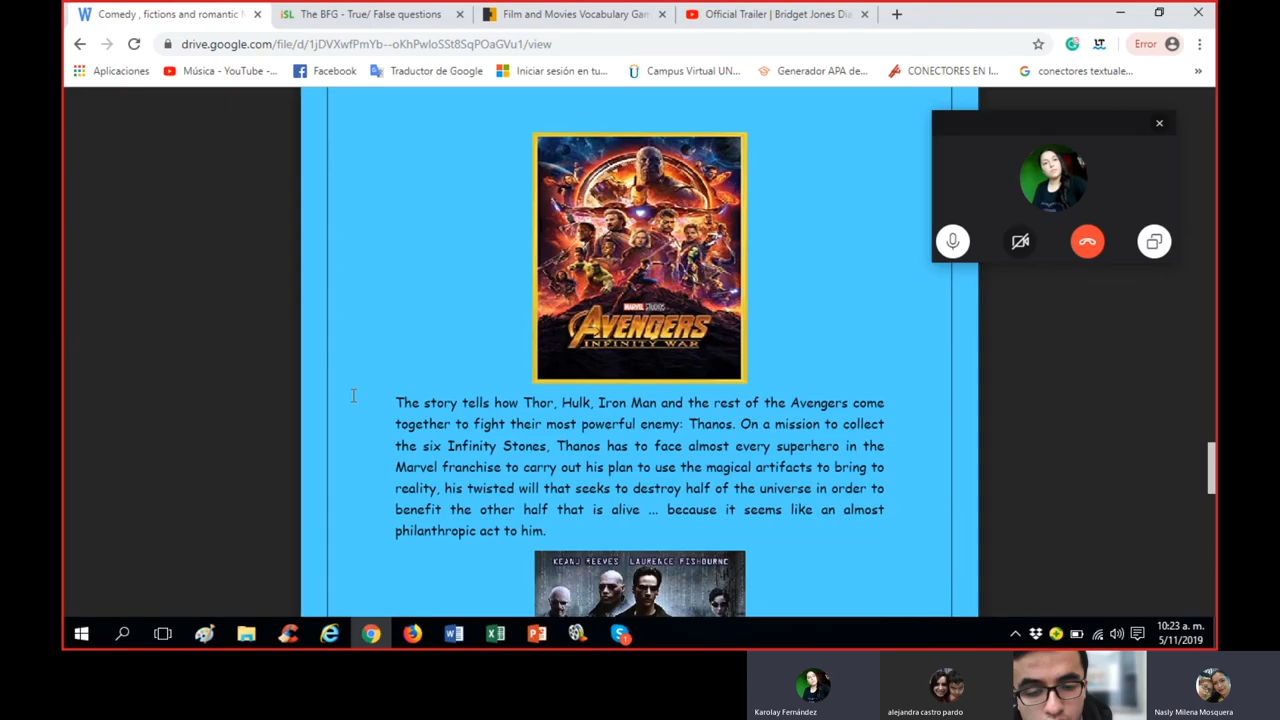 Comedy , fictions and romantic
The BFG - True/ False questions
Film and Movies Vocabulary Gam
Official Trailer | Bridget Jones Dia
drive.google.com/file/d/1jDVXwfPmYb--oKhPwIoSSt8SqPOaGvu1/view
Error
Aplicaciones
Música - YouTube -...
Facebook
Traductor de Google
Iniciar sesión en tu...
Campus Virtual UN...
Generador APA de...
CONECTORES EN I...
conectores textuale...
»
MARVEL STUDIOS
AVENGERS
INFINITY WAR
The story tells how Thor, Hulk, Iron Man and the rest of the Avengers come
together to fight their most powerful enemy: Thanos. On a mission to collect
the six Infinity Stones, Thanos has to face almost every superhero in the
Marvel franchise to carry out his plan to use the magical artifacts to bring to
reality, his twisted will that seeks to destroy half of the universe in order to
benefit the other half that is alive ... because it seems like an almost
philanthropic act to him.
KEANU REEVES LAURENCE FISHBURNE
10:23 a. m.
5/11/2019
Karolay Fernández
alejandra castro pardo
Nasly Milena Mosquera